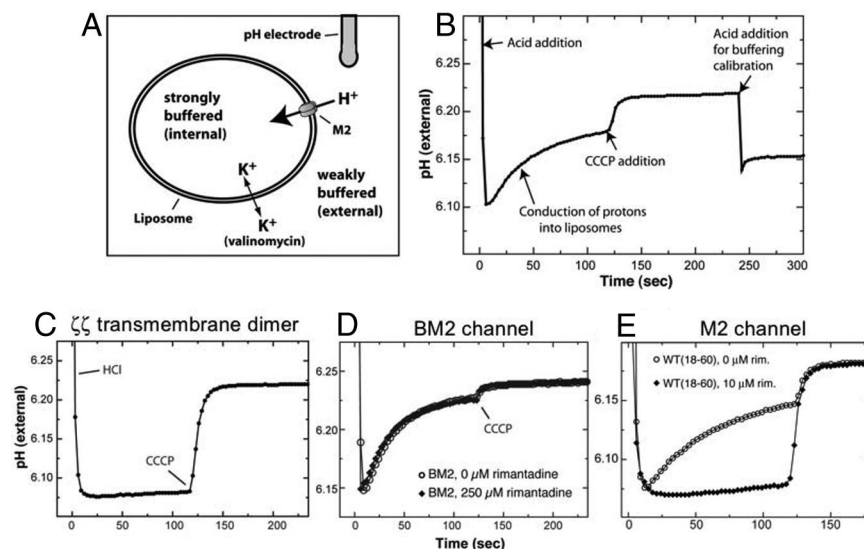 A
pH electrode
strongly
buffered
(internal)
H+
M2
K+
weakly
buffered
(external)
Liposome
K+
(valinomycin)
B
Acid addition
Acid addition
for buffering
calibration
6.20
6.15
6.10
pH (external)
CCCP addition
Conduction of protons
into liposomes
0
50
100
150
200
250
300
Time (sec)
C
ζζ transmembrane dimer
6.25
6.20
6.15
6.10
pH (external)
HCl
CCCP
0
50
100
150
200
D
BM2 channel
6.20
6.15
CCCP
BM2, 0 µM rimantadine
BM2, 250 µM rimantadine
0
50
100
150
200
Time (sec)
E
M2 channel
WT(18-60), 0 µM rim.
WT(18-60), 10 µM rim.
6.15
6.10
0
50
100
150